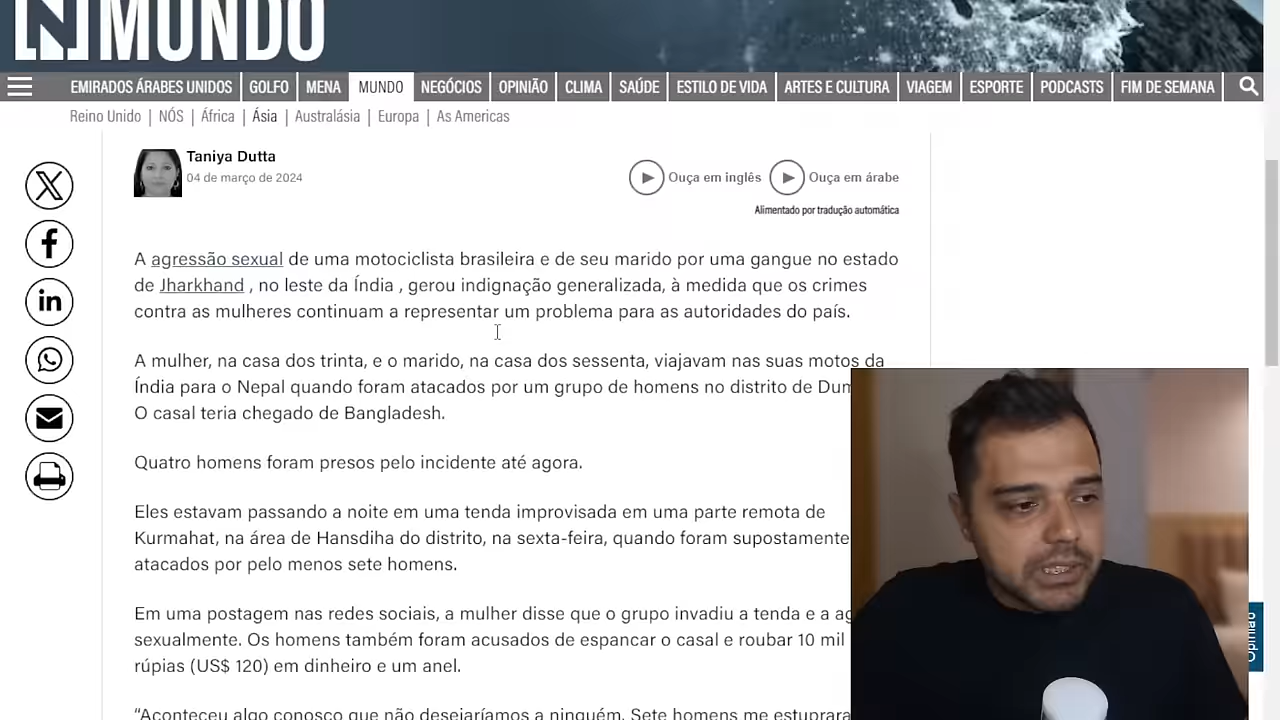 MUNDO
EMIRADOS ÁRABES UNIDOS GOLFO MENA MUNDO NEGÓCIOS OPINIÃO CLIMA SAÚDE ESTILO DE VIDA ARTES E CULTURA VIAGEM ESPORTE PODCASTS FIM DE SEMANA
Reino Unido | NÓS | África | Ásia | Australásia | Europa | As Americas
Taniya Dutta
04 de março de 2024
Ouça em inglês Ouça em árabe
Alimentado por tradução automática
A agressão sexual de uma motociclista brasileira e de seu marido por uma gangue no estado
de Jharkhand , no leste da Índia , gerou indignação generalizada, à medida que os crimes
contra as mulheres continuam a representar um problema para as autoridades do país.
A mulher, na casa dos trinta, e o marido, na casa dos sessenta, viajavam nas suas motos da
Índia para o Nepal quando foram atacados por um grupo de homens no distrito de
O casal teria chegado de Bangladesh.
Quatro homens foram presos pelo incidente até agora.
Eles estavam passando a noite em uma tenda improvisada em uma parte remota de
Kurmahat, na área de Hansdiha do distrito, na sexta-feira, quando foram supostamente
atacados por pelo menos sete homens.
Em uma postagem nas redes sociais, a mulher disse que o grupo invadiu a tenda e a
sexualmente. Os homens também foram acusados de espancar o casal e roubar 10 mil
rúpias (US$ 120) em dinheiro e um anel.
“Aconteceu algo conosco que não desejaríamos a ninguém. Sete homens me
Opinião